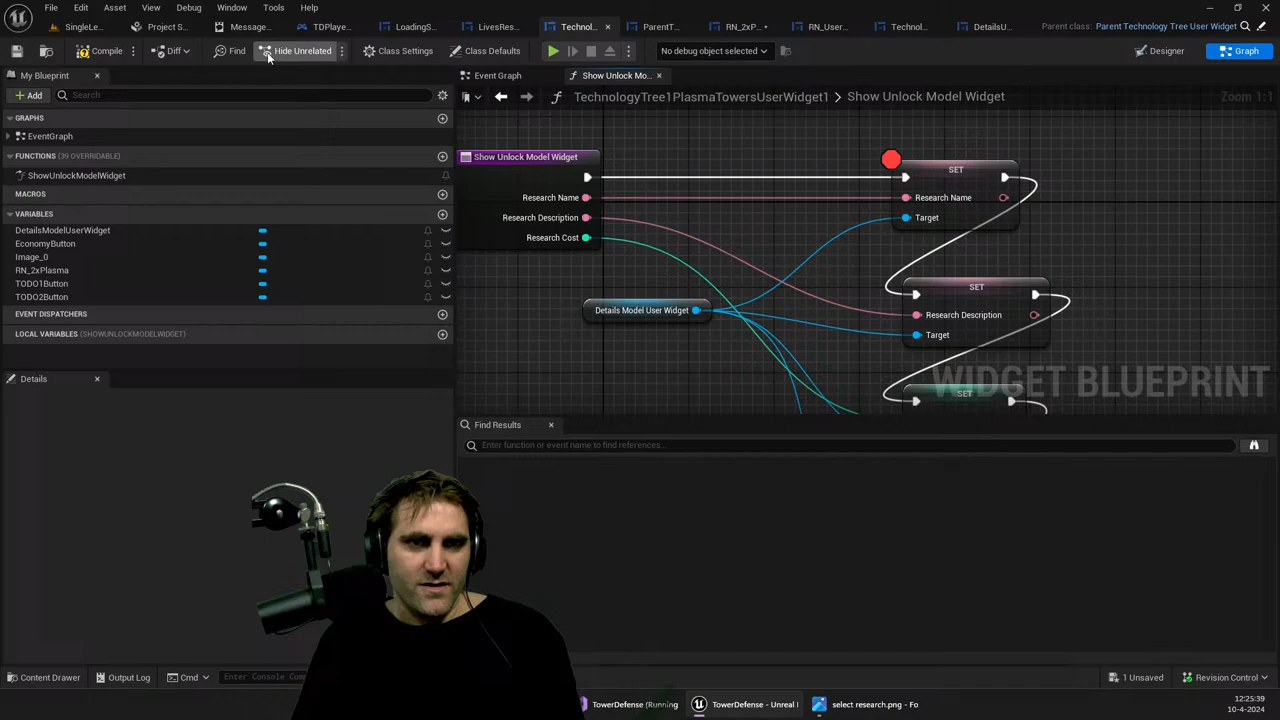 File Edit Asset View Debug Window Tools Help
SingleLe... Project S... Message... TDPlaye... LoadingS... LivesRes... Technol... ParentT... RN_2xP... RN_User... Technol... DetailsU... Parent class: Parent Technology Tree User Widget
Compile Diff Find Hide Unrelated Class Settings Class Defaults No debug object selected Designer Graph
My Blueprint
Event Graph Show Unlock Mo...
Add Search
TechnologyTree1PlasmaTowersUserWidget1 > Show Unlock Model Widget Zoom 1:1
GRAPHS
EventGraph
FUNCTIONS (39 OVERRIDABLE)
ShowUnlockModelWidget
MACROS
VARIABLES
DetailsModelUserWidget
EconomyButton
Image_0
RN_2xPlasma
TODO1Button
TODO2Button
EVENT DISPATCHERS
LOCAL VARIABLES (SHOWUNLOCKMODELWIDGET)
Details
Show Unlock Model Widget
Research Name
Research Description
Research Cost
Details Model User Widget
SET
Research Name
Target
SET
Research Description
Target
SET
WIDGET BLUEPRINT
Find Results
Enter function or event name to find references...
Content Drawer Output Log Cmd Enter Console Comm 1 Unsaved Revision Control
TowerDefense (Running TowerDefense - Unreal select research.png - Fo
12:25:39
10-4-2024